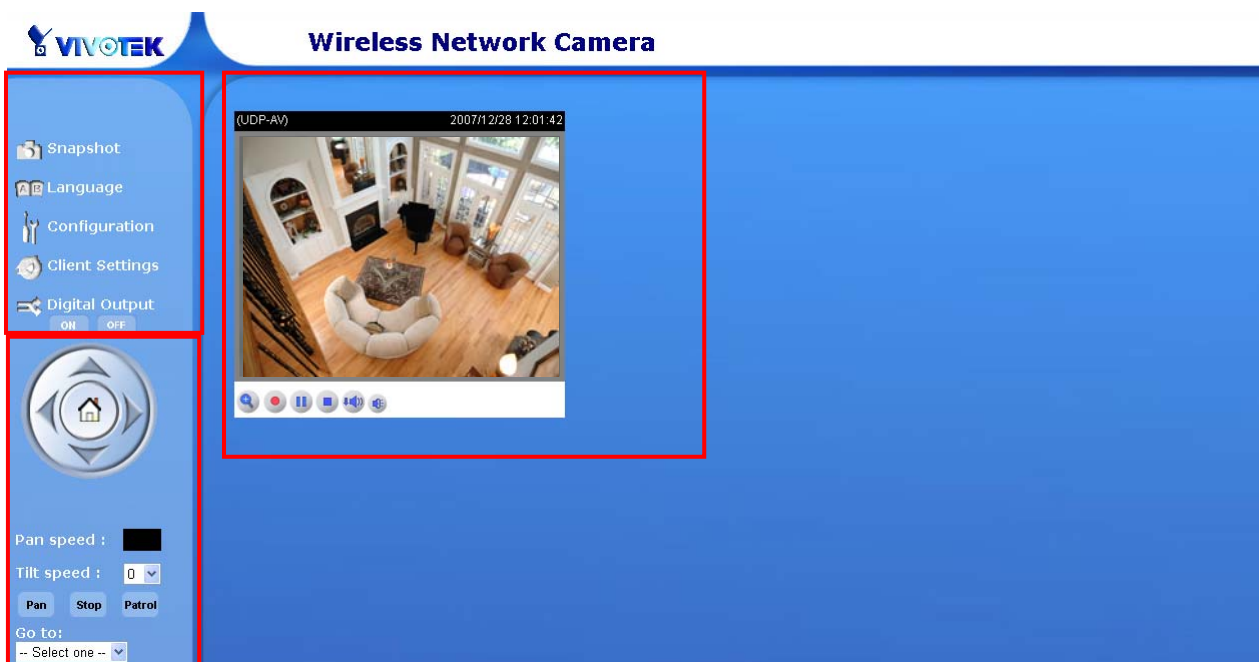 VIVOTEK
Wireless Network Camera
Snapshot
A B Language
Configuration
Client Settings
Digital Output
ON OFF
(UDP-AV) 2007/12/28 12:01:42
Pan speed :
Tilt speed : 0
Pan Stop Patrol
Go to:
-- Select one --